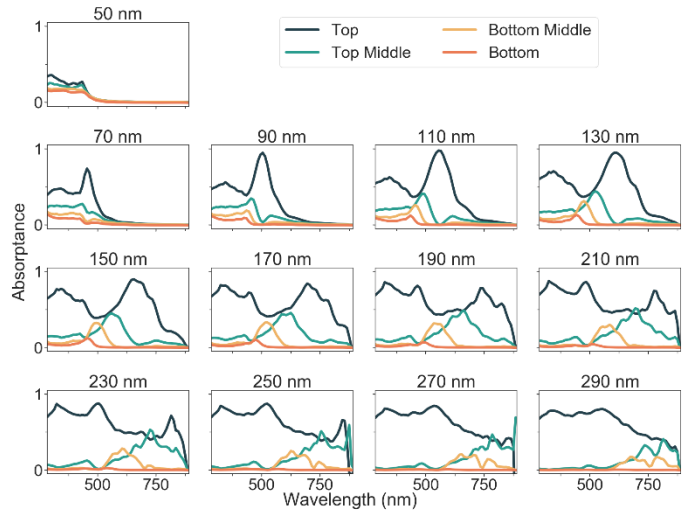 50 nm
1
0
Top
Bottom Middle
Top Middle
Bottom
70 nm
90 nm
110 nm
130 nm
1
0
150 nm
170 nm
190 nm
210 nm
1
0
230 nm
250 nm
270 nm
290 nm
1
0
500
750
500
750
500
750
500
750
Absorptance
Wavelength (nm)